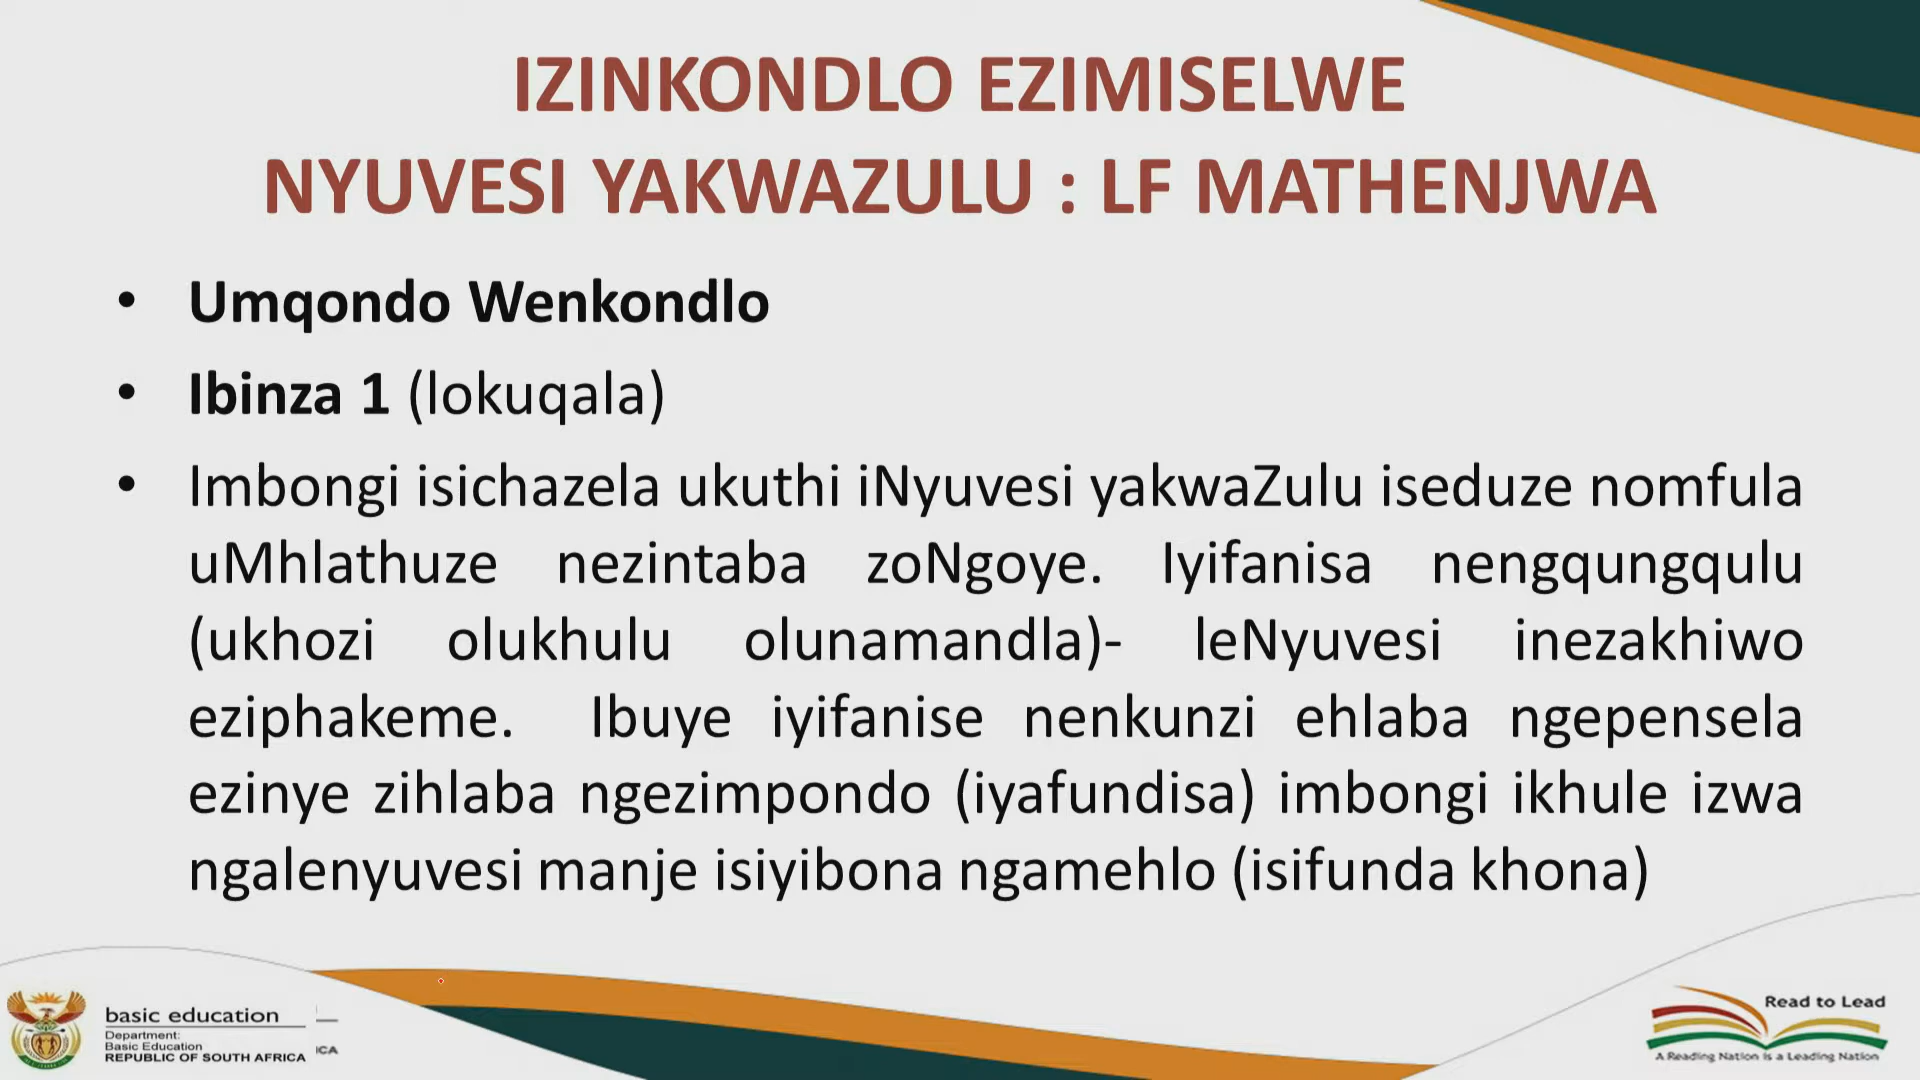 IZINKONDLO EZIMISELWE
NYUVESI YAKWAZULU : LF MATHENJWA
• Umqondo Wenkondlo
• Ibinza 1 (lokuqala)
• Imbongi isichazela ukuthi iNyuvesi yakwaZulu iseduze nomfula
uMhlathuze nezintaba zoNgoye. Iyifanisa nengqungqulu
(ukhozi olukhulu olunamandla)- leNyuvesi inezakhiwo
eziphakeme. Ibuye iyifanise nenkunzi ehlaba ngepensela
ezinye zihlaba ngezimpondo (iyafundisa) imbongi ikhule izwa
ngalenyuvesi manje isiyibona ngamehlo (isifunda khona)
basic education
Department:
Basic Education
REPUBLIC OF SOUTH AFRICA
ICA
Read to Lead
A Reading Nation is a Leading Nation